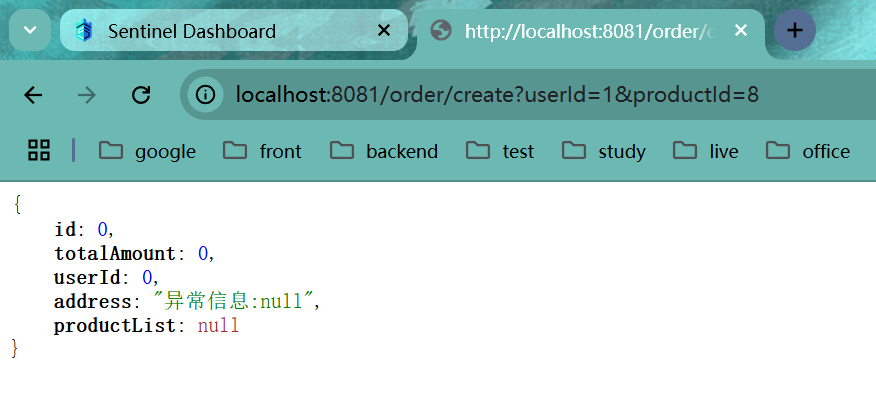 Sentinel Dashboard
http://localhost:8081/order/c
localhost:8081/order/create?userId=1&productId=8
google front backend test study live office
{
id: 0,
totalAmount: 0,
userId: 0,
address: "异常信息:null",
productList: null
}